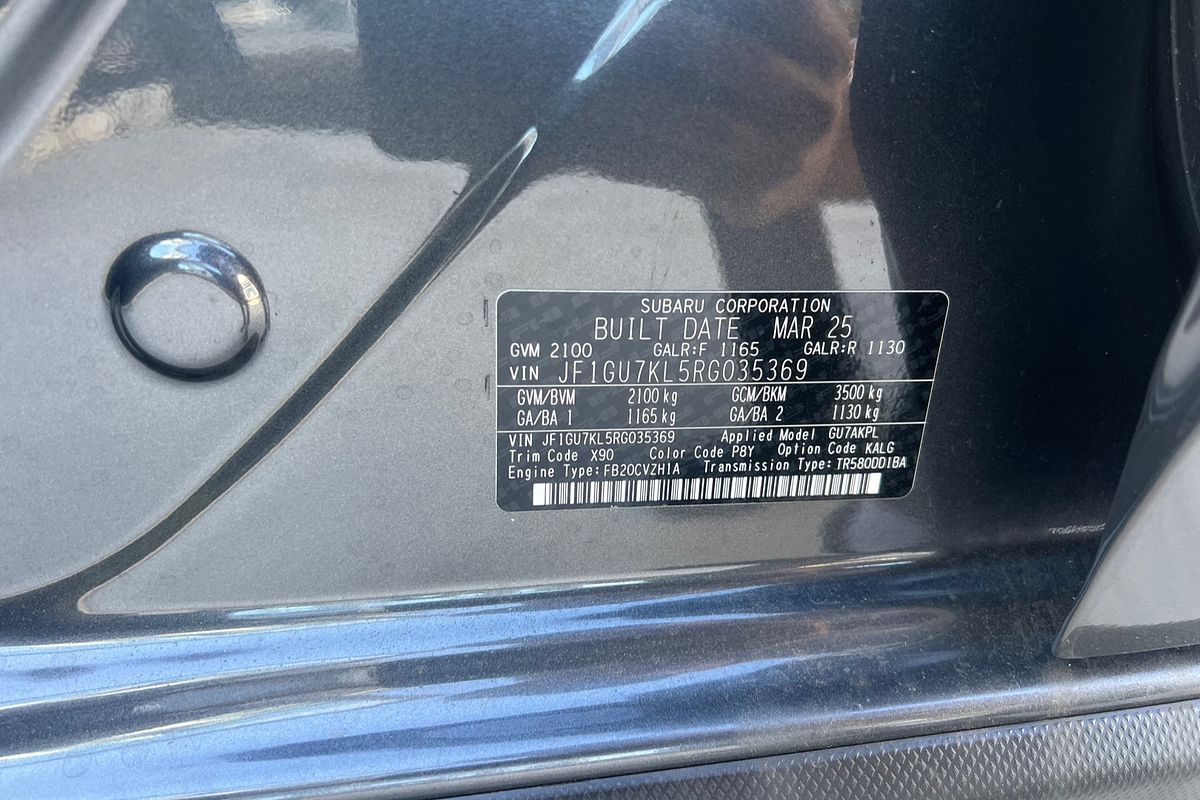 SUBARU CORPORATION
BUILT DATE MAR 25
GVM 2100 GALR:F 1165 GALR:R 1130
VIN JF1GU7KL5RG035369
GVM/BVM 2100 kg GCM/BKM 3500 kg
GA/BA 1 1165 kg GA/BA 2 1130 kg
VIN JF1GU7KL5RG035369 Applied Model GU7AKPL
Trim Code X90 Color Code P8Y Option Code KALG
Engine Type:FB20CVZH1A Transmission Type:TR580DD1BA